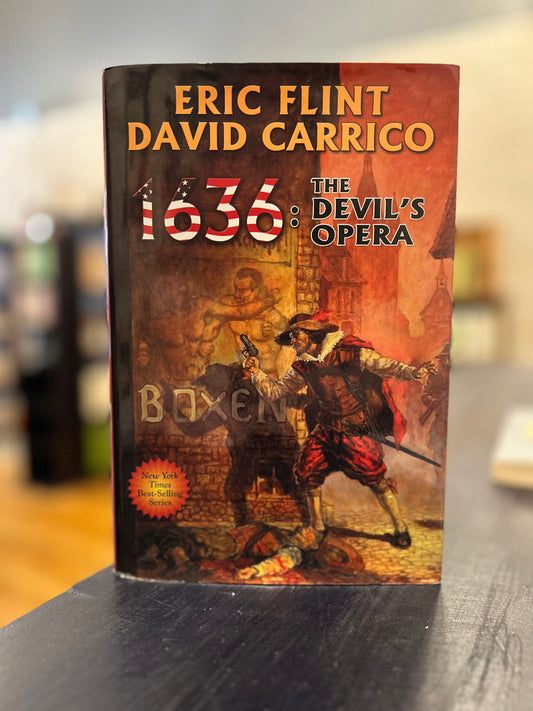 ERIC FLINT
DAVID CARRICO
1636: THE
DEVIL'S
OPERA
BOXEN
New York
Times
Best-Selling
Series